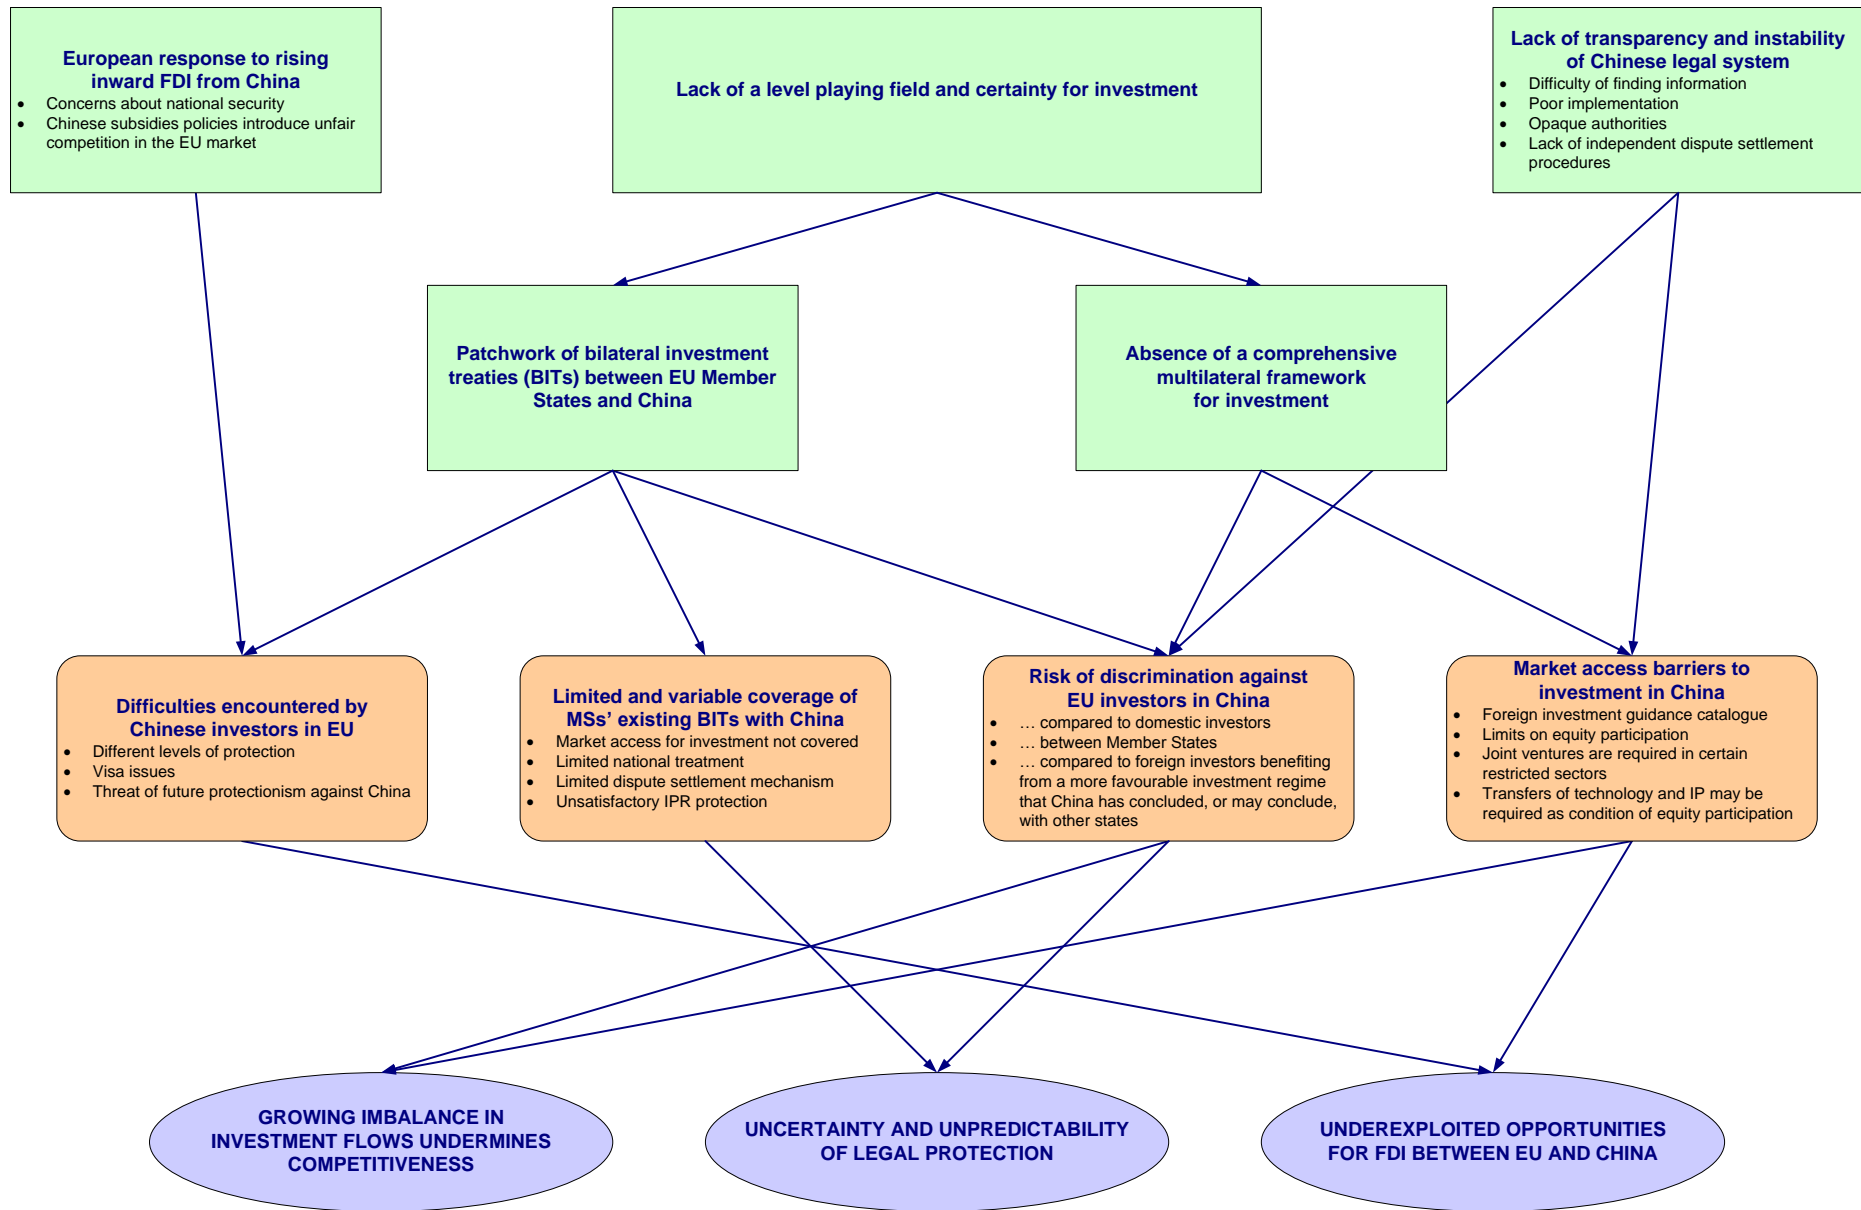 European response to rising
inward FDI from China
• Concerns about national security
• Chinese subsidies policies introduce unfair
competition in the EU market
Lack of a level playing field and certainty for investment
Lack of transparency and instability
of Chinese legal system
• Difficulty of finding information
• Poor implementation
• Opaque authorities
• Lack of independent dispute settlement
procedures
Patchwork of bilateral investment
treaties (BITs) between EU Member
States and China
Absence of a comprehensive
multilateral framework
for investment
Difficulties encountered by
Chinese investors in EU
• Different levels of protection
• Visa issues
• Threat of future protectionism against China
Limited and variable coverage of
MSs’ existing BITs with China
• Market access for investment not covered
• Limited national treatment
• Limited dispute settlement mechanism
• Unsatisfactory IPR protection
Risk of discrimination against
EU investors in China
• … compared to domestic investors
• … between Member States
• … compared to foreign investors benefiting
from a more favourable investment regime
that China has concluded, or may conclude,
with other states
Market access barriers to
investment in China
• Foreign investment guidance catalogue
• Limits on equity participation
• Joint ventures are required in certain
restricted sectors
• Transfers of technology and IP may be
required as condition of equity participation
GROWING IMBALANCE IN
INVESTMENT FLOWS UNDERMINES
COMPETITIVENESS
UNCERTAINTY AND UNPREDICTABILITY
OF LEGAL PROTECTION
UNDEREXPLOITED OPPORTUNITIES
FOR FDI BETWEEN EU AND CHINA